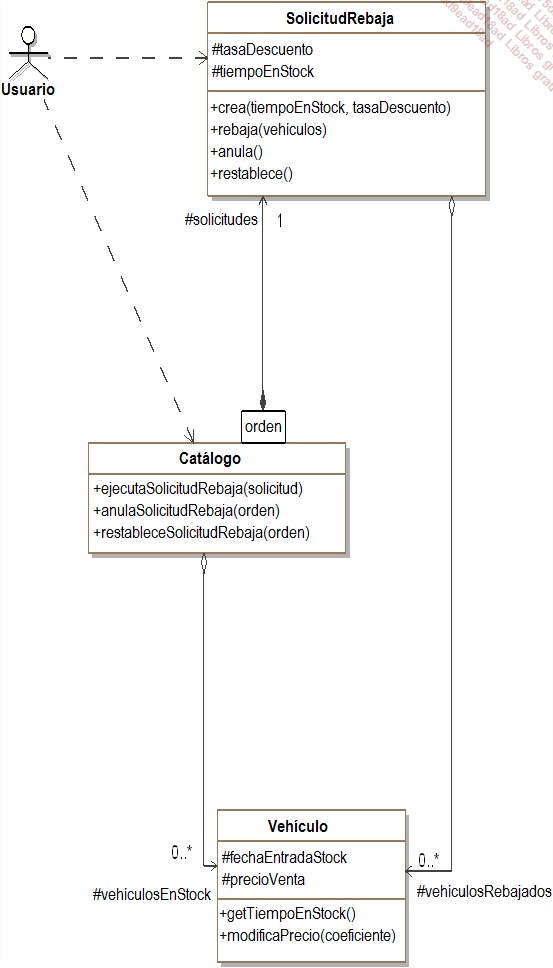 SolicitudRebaja
#tasaDescuento
#tiempoEnStock
+crea(tiempoEnStock, tasaDescuento)
+rebaja(vehículos)
+anula()
+restablece()
Usuario
#solicitudes
1
orden
Catálogo
+ejecutaSolicitudRebaja(solicitud)
+anulaSolicitudRebaja(orden)
+restableceSolicitudRebaja(orden)
0..*
#vehiculosEnStock
Vehículo
#fechaEntradaStock
#precioVenta
+getTiempoEnStock()
+modificaPrecio(coeficiente)
0..*
#vehiculosRebajados